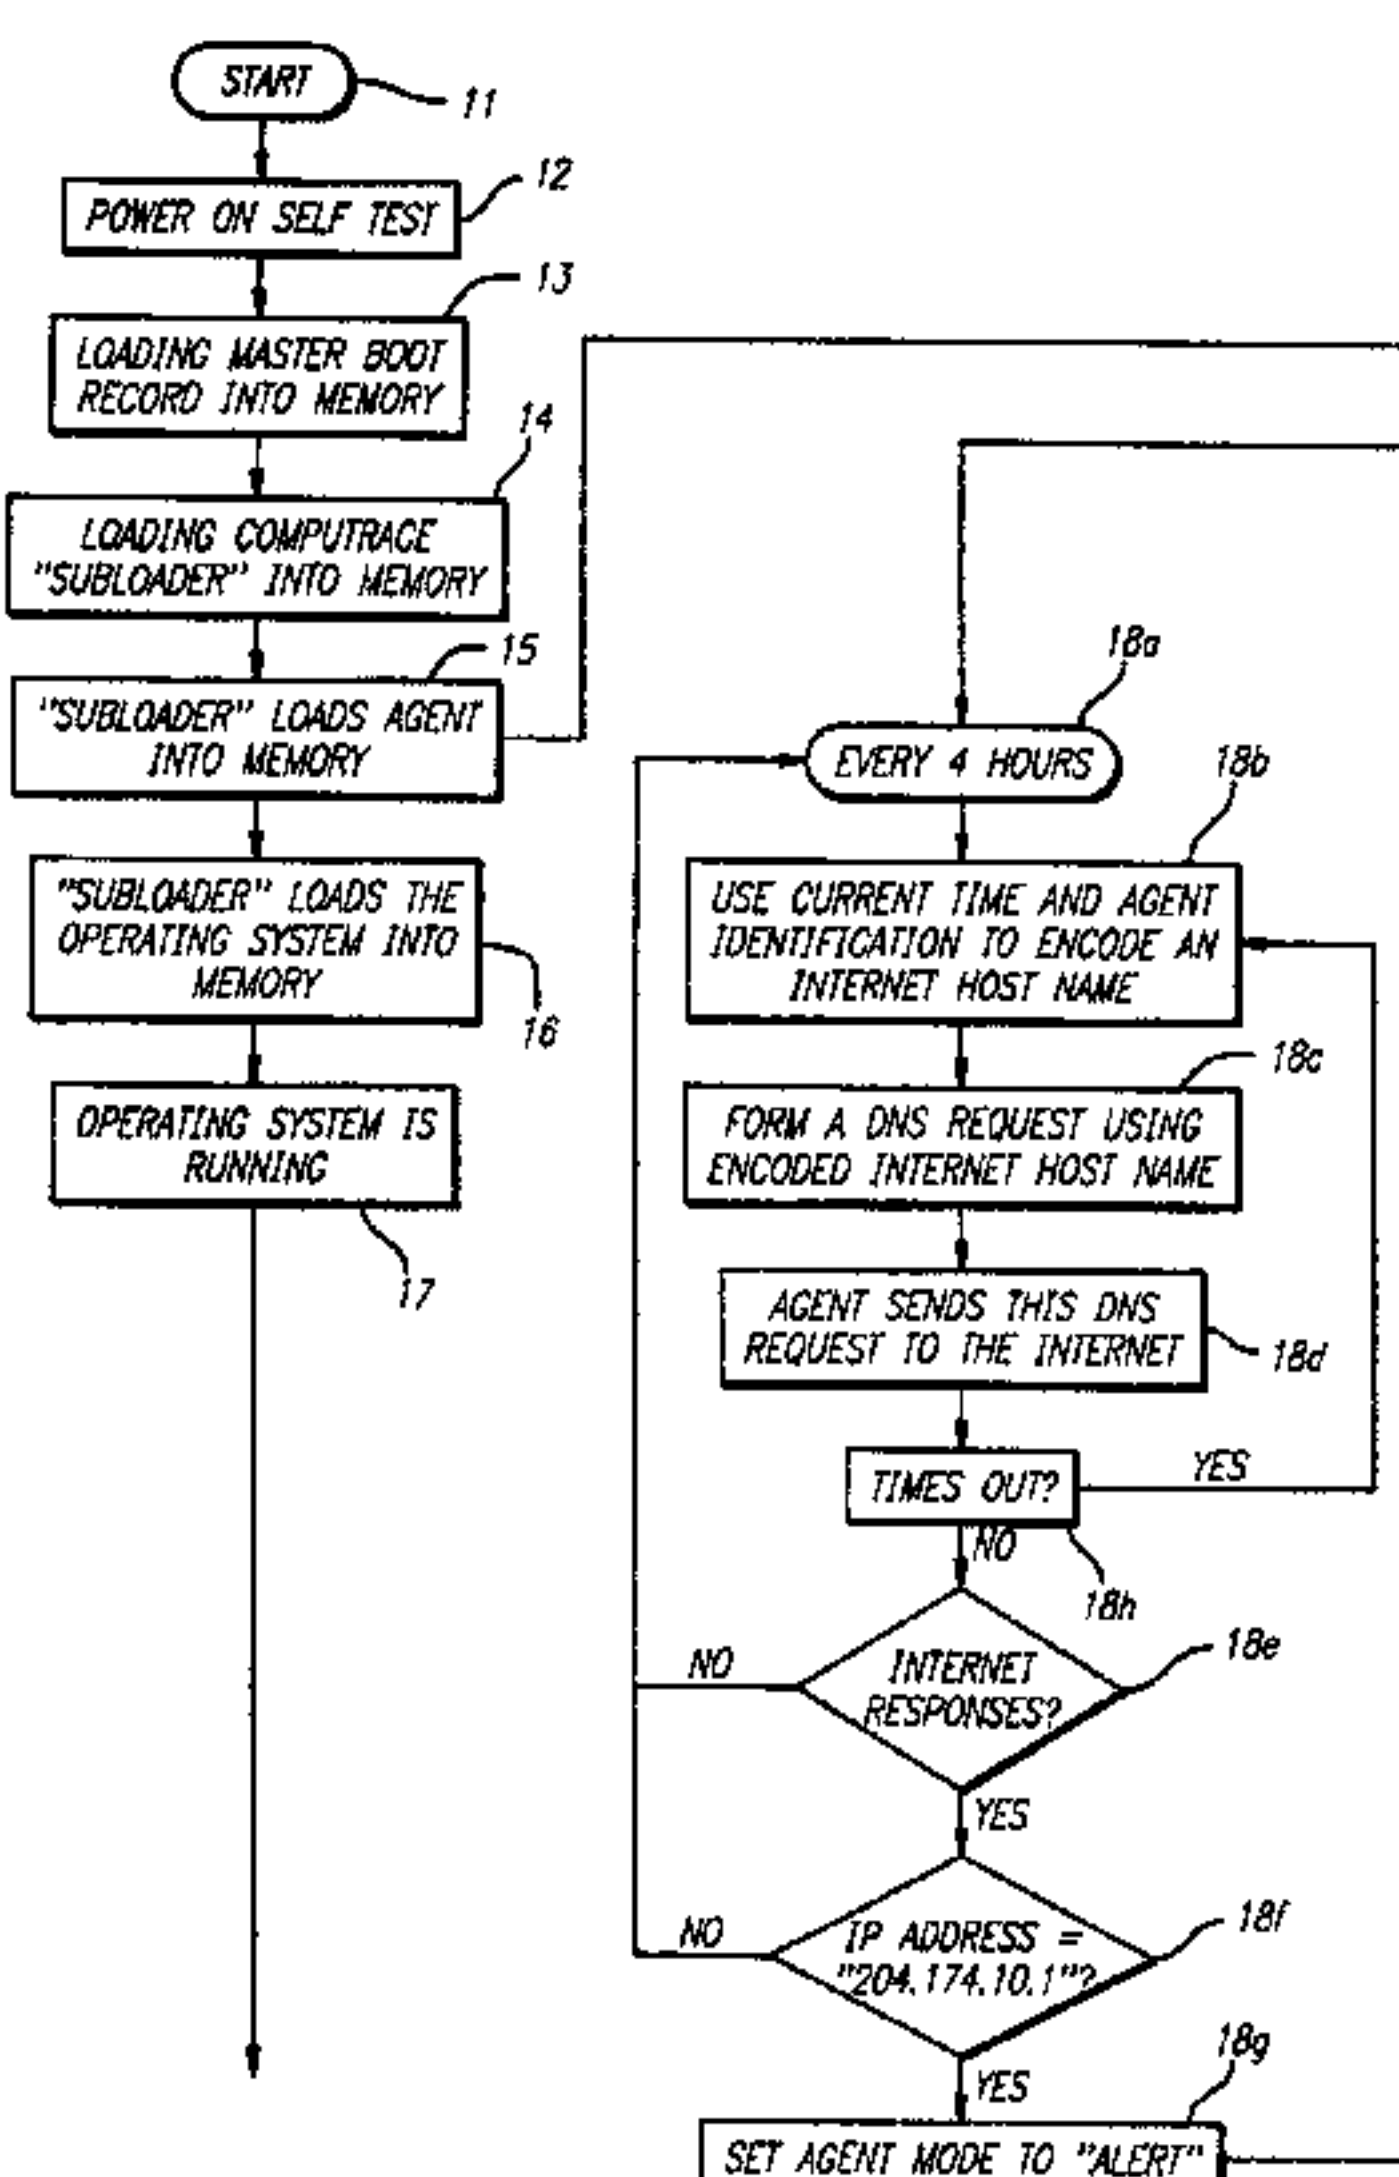 START
11
POWER ON SELF TEST
12
LOADING MASTER BOOT
RECORD INTO MEMORY
13
LOADING COMPUTRACE
"SUBLOADER" INTO MEMORY
14
"SUBLOADER" LOADS AGENT
INTO MEMORY
15
"SUBLOADER" LOADS THE
OPERATING SYSTEM INTO
MEMORY
16
OPERATING SYSTEM IS
RUNNING
17
EVERY 4 HOURS
18a
USE CURRENT TIME AND AGENT
IDENTIFICATION TO ENCODE AN
INTERNET HOST NAME
18b
FORM A DNS REQUEST USING
ENCODED INTERNET HOST NAME
18c
AGENT SENDS THIS DNS
REQUEST TO THE INTERNET
18d
TIMES OUT?
YES
NO
18h
INTERNET
RESPONSES?
NO
18e
YES
IP ADDRESS =
"204.174.10.1"?
NO
18f
YES
SET AGENT MODE TO "ALERT"
18g